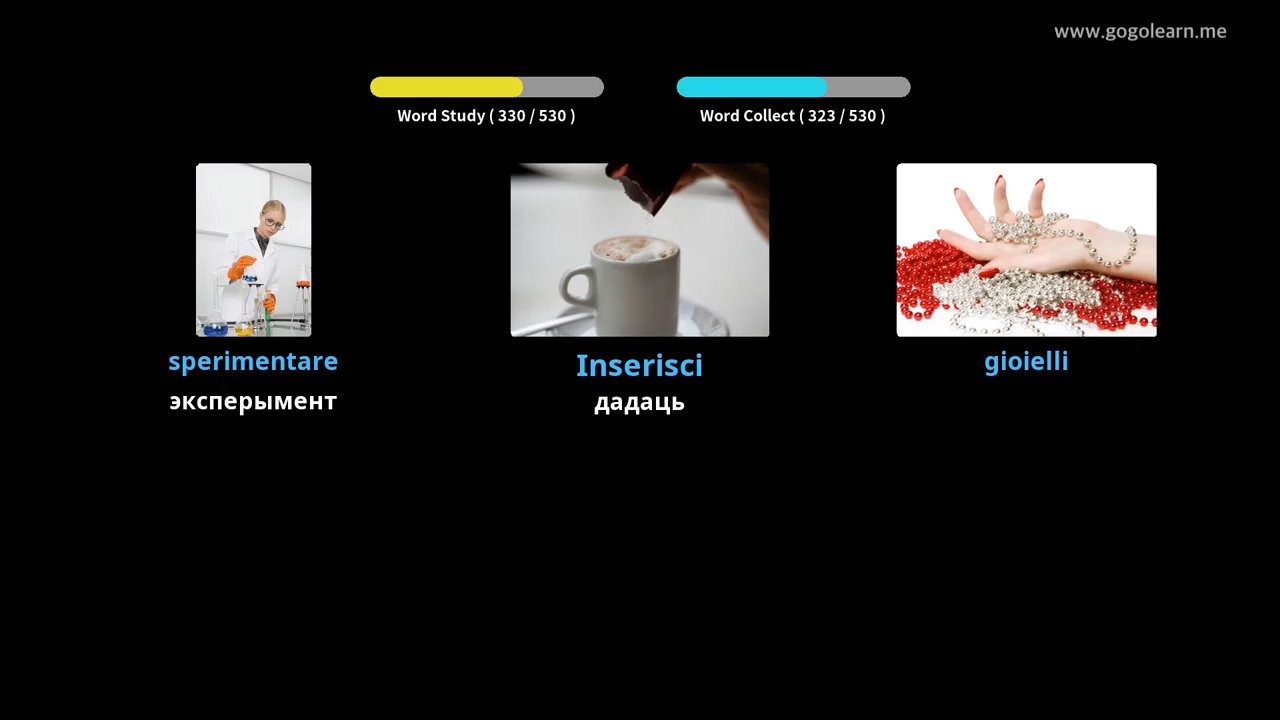 www.gogolearn.me
Word Study ( 330 / 530 )
Word Collect ( 323 / 530 )
sperimentare
Inserisci
gioielli
эксперымент
дадаць